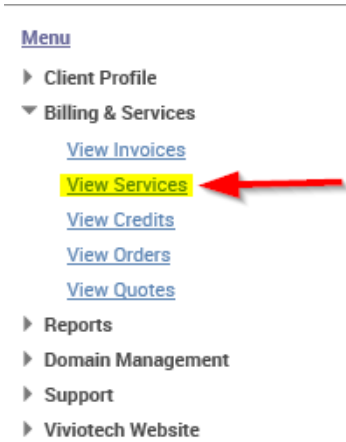 Menu
Client Profile
Billing & Services
View Invoices
View Services
View Credits
View Orders
View Quotes
Reports
Domain Management
Support
Viviotech Website